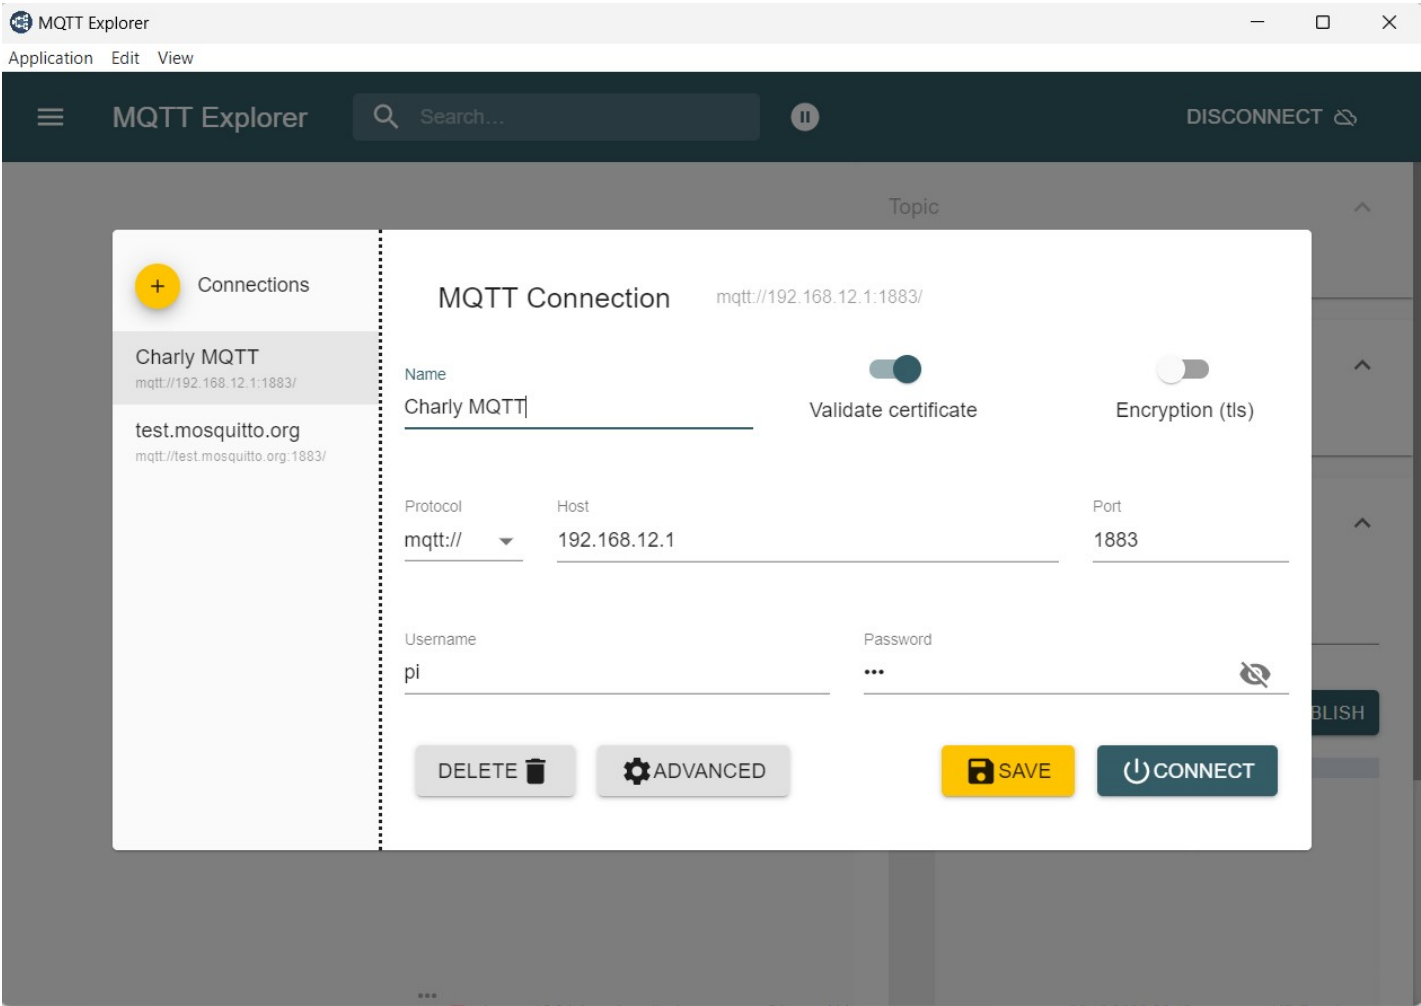 MQTT Explorer
Application Edit View
MQTT Explorer Search... DISCONNECT
Topic
+ Connections
MQTT Connection mqtt://192.168.12.1:1883/
Charly MQTT
mqtt://192.168.12.1:1883/
test.mosquitto.org
mqtt://test.mosquitto.org:1883/
Name
Charly MQTT
Validate certificate
Encryption (tls)
Protocol Host Port
mqtt:// 192.168.12.1 1883
Username Password
pi •••
BLISH
DELETE ADVANCED SAVE CONNECT
•••